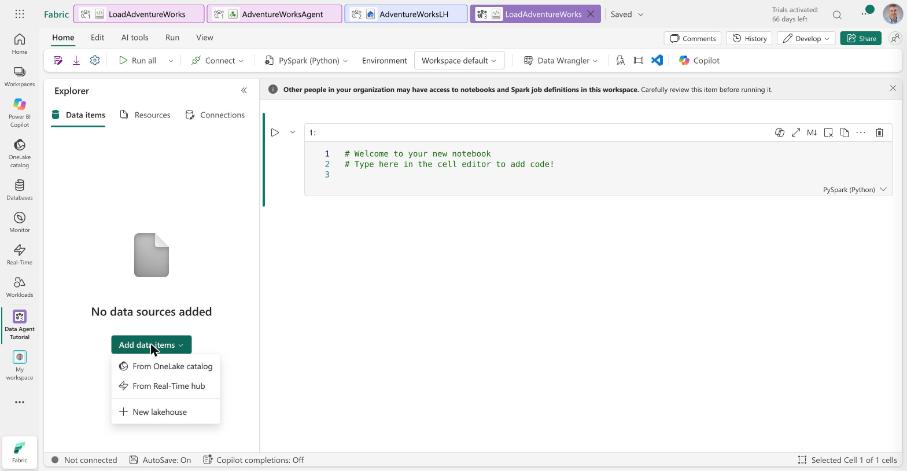 Fabric
LoadAdventureWorks
AdventureWorksAgent
AdventureWorksLH
LoadAdventureWorks
Saved
Trials activated:
66 days left
Home
Edit
AI tools
Run
View
Comments
History
Develop
Share
Run all
Connect
PySpark (Python)
Environment
Workspace default
Data Wrangler
Copilot
Home
Workspaces
Power BI
Copilot
OneLake
catalog
Databases
Monitor
Real-Time
Workloads
Data Agent
Tutorial
My
workspace
Fabric
Explorer
Data items
Resources
Connections
No data sources added
Add data items
From OneLake catalog
From Real-Time hub
New lakehouse
Other people in your organization may have access to notebooks and Spark job definitions in this workspace. Carefully review this item before running it.
1:
M↓
1 # Welcome to your new notebook
2 # Type here in the cell editor to add code!
3
PySpark (Python)
Not connected
AutoSave: On
Copilot completions: Off
Selected Cell 1 of 1 cells